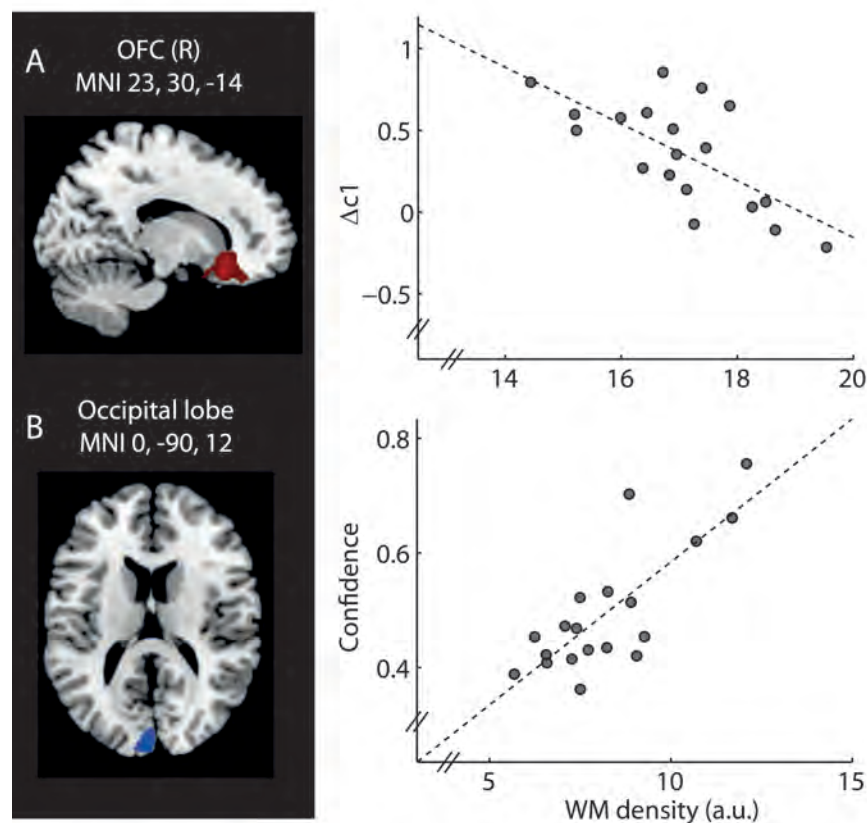 A
OFC (R)
MNI 23, 30, -14
Δc1
1
0.5
0
−0.5
14 16 18 20
B
Occipital lobe
MNI 0, -90, 12
Confidence
0.8
0.6
0.4
5 10 15
WM density (a.u.)